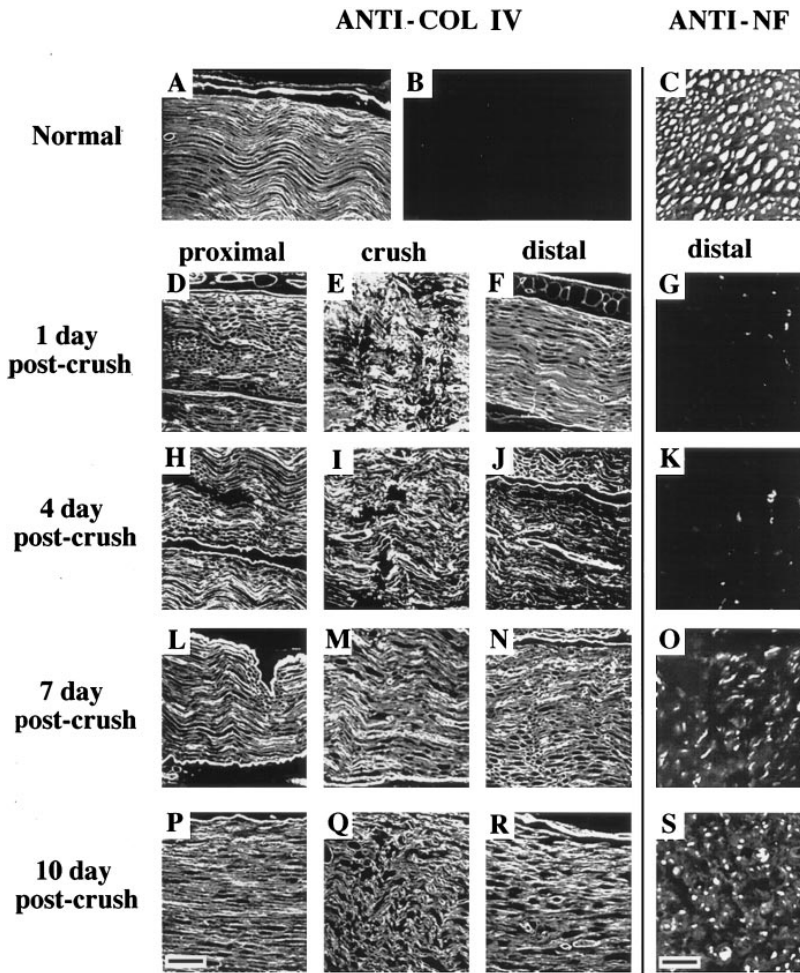 ANTI-COL IV ANTI-NF
A B C
Normal
proximal crush distal distal
D E F G
1 day
post-crush
H I J K
4 day
post-crush
L M N O
7 day
post-crush
P Q R S
10 day
post-crush